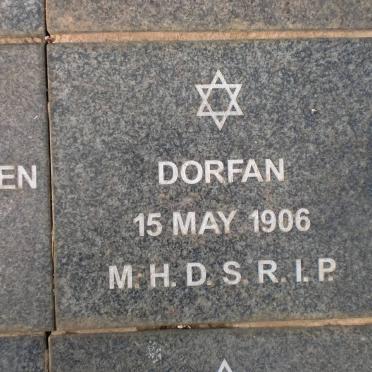 EN
DORFAN
15 MAY 1906
M.H.D.S.R.I.P.